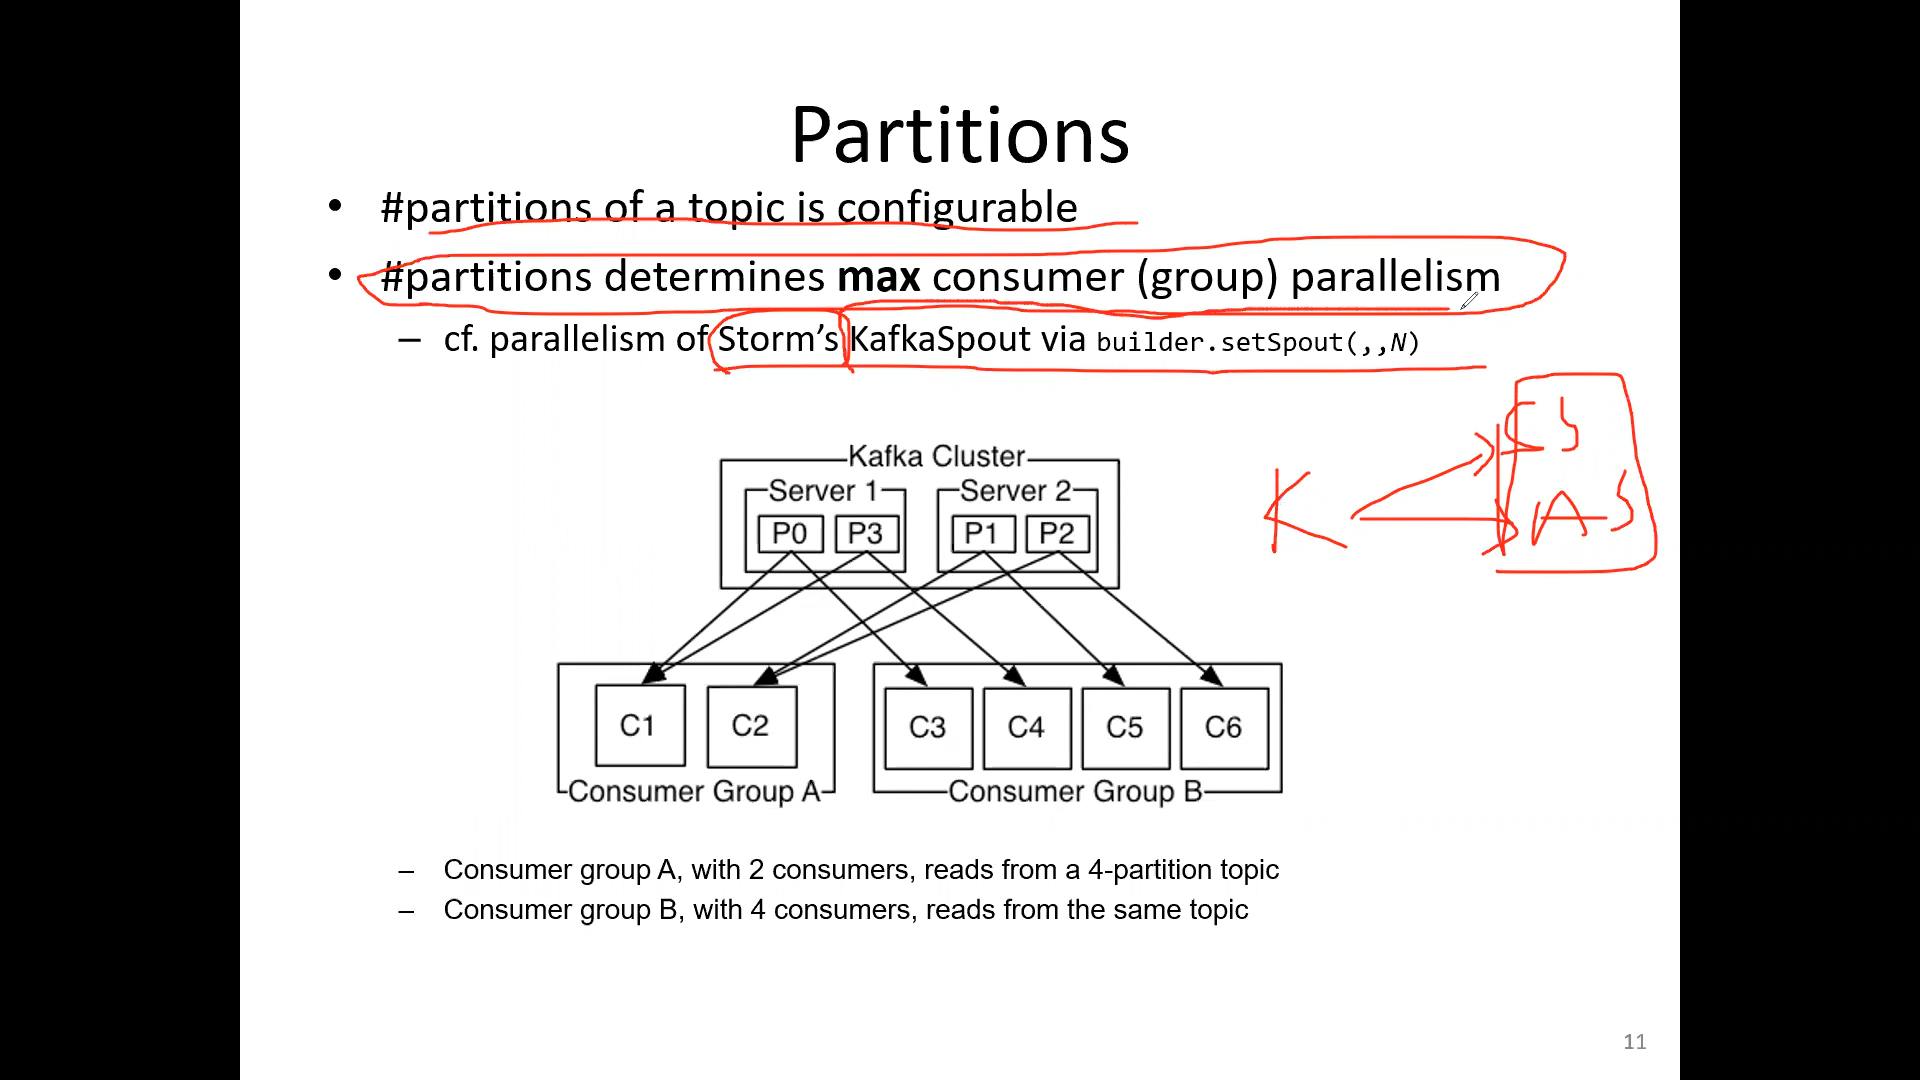 Partitions
• #partitions of a topic is configurable
• #partitions determines max consumer (group) parallelism
– cf. parallelism of Storm's KafkaSpout via builder.setSpout(,,N)
Kafka Cluster
Server 1 Server 2
P0 P3 P1 P2
K
C1 C2 C3 C4 C5 C6
Consumer Group A Consumer Group B
– Consumer group A, with 2 consumers, reads from a 4-partition topic
– Consumer group B, with 4 consumers, reads from the same topic
11